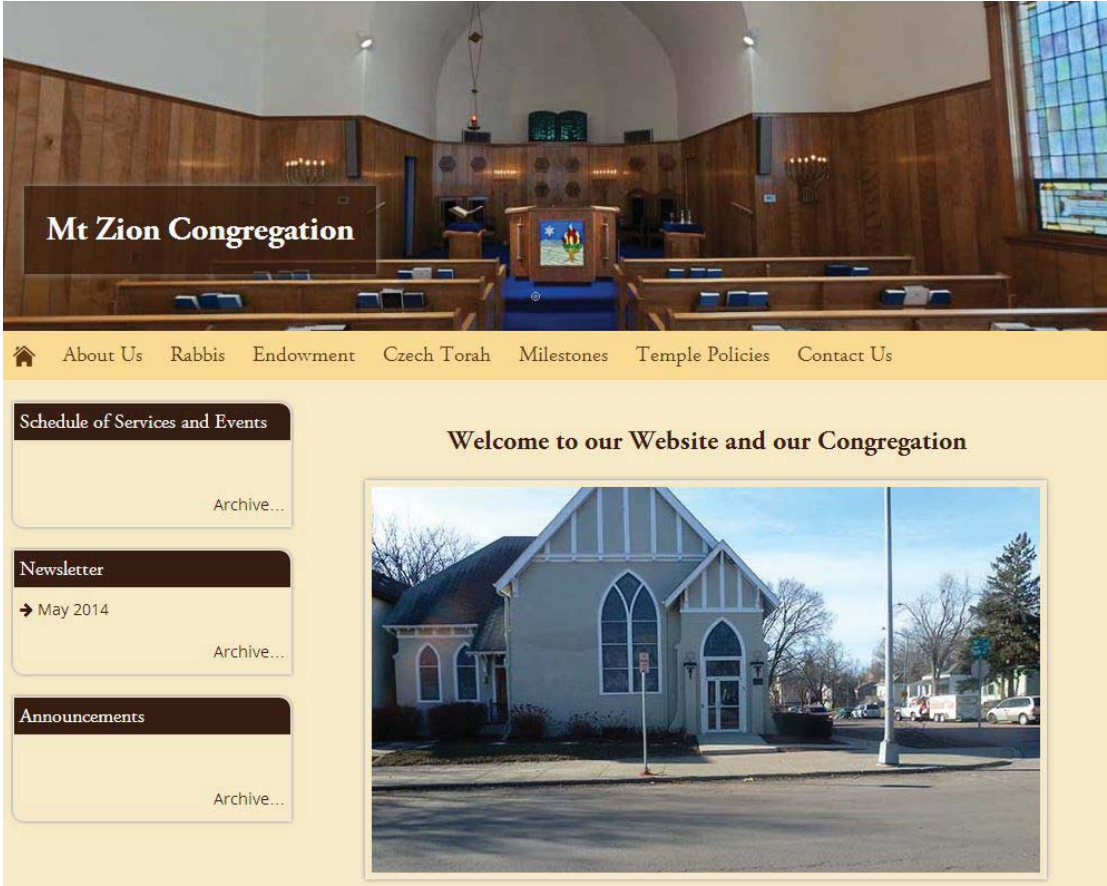 Mt Zion Congregation
About Us Rabbis Endowment Czech Torah Milestones Temple Policies Contact Us
Schedule of Services and Events
Archive...
Newsletter
May 2014
Archive...
Announcements
Archive...
Welcome to our Website and our Congregation